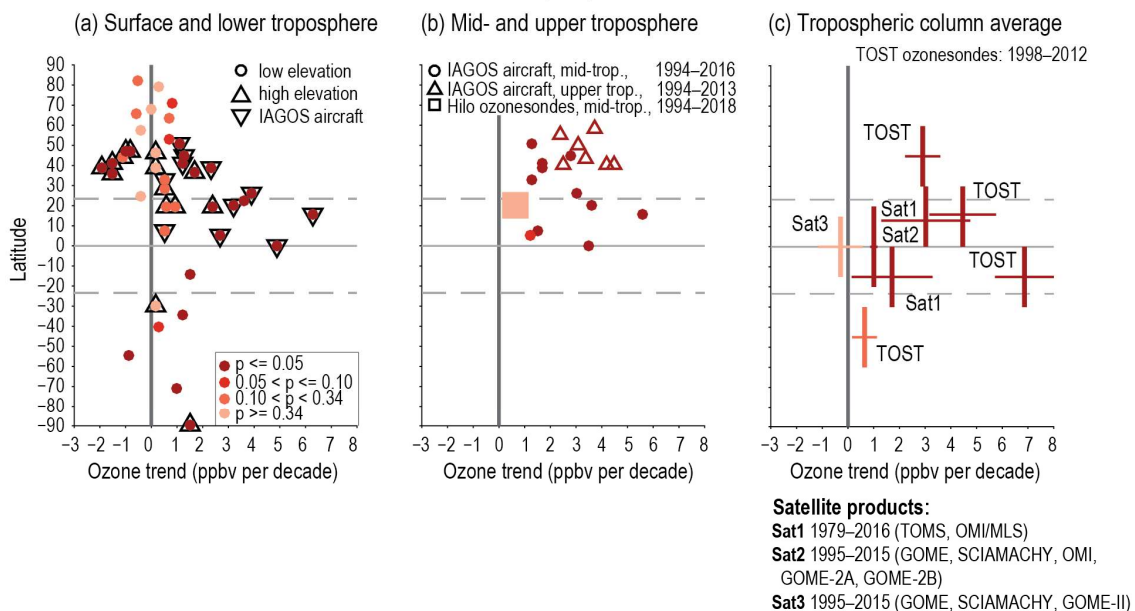 (a) Surface and lower troposphere
90
80
70
60
50
40
30
20
10
0
−10
−20
−30
−40
−50
−60
−70
−80
−90
Latitude
low elevation
high elevation
IAGOS aircraft
p <= 0.05
0.05 < p <= 0.10
0.10 < p < 0.34
p >= 0.34
−3 −2 −1 0 1 2 3 4 5 6 7 8
Ozone trend (ppbv per decade)
(b) Mid- and upper troposphere
IAGOS aircraft, mid-trop., 1994–2016
IAGOS aircraft, upper trop., 1994–2013
Hilo ozonesondes, mid-trop., 1994–2018
−3 −2 −1 0 1 2 3 4 5 6 7 8
Ozone trend (ppbv per decade)
(c) Tropospheric column average
TOST ozonesondes: 1998–2012
TOST
TOST
Sat1
Sat3
Sat2
TOST
Sat1
TOST
−3 −2 −1 0 1 2 3 4 5 6 7 8
Ozone trend (ppbv per decade)
Satellite products:
Sat1 1979–2016 (TOMS, OMI/MLS)
Sat2 1995–2015 (GOME, SCIAMACHY, OMI,
GOME-2A, GOME-2B)
Sat3 1995–2015 (GOME, SCIAMACHY, GOME-II)